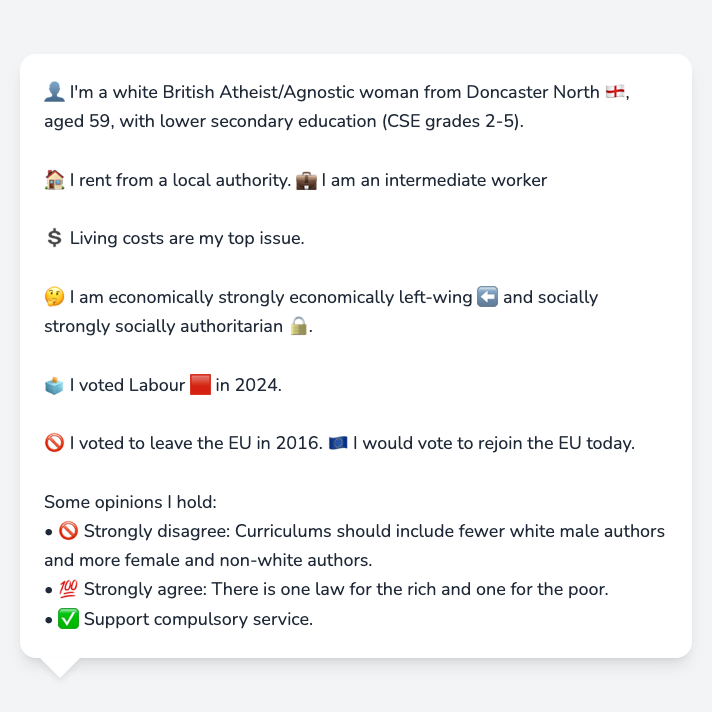 👤 I'm a white British Atheist/Agnostic woman from Doncaster North 🏴󠁧󠁢󠁥󠁮󠁧󠁿,
aged 59, with lower secondary education (CSE grades 2-5).
🏠 I rent from a local authority. 💼 I am an intermediate worker
💲 Living costs are my top issue.
🤔 I am economically strongly economically left-wing ⬅️ and socially
strongly socially authoritarian 🔒.
🗳️ I voted Labour 🟥 in 2024.
🚫 I voted to leave the EU in 2016. 🇪🇺 I would vote to rejoin the EU today.
Some opinions I hold:
• 🚫 Strongly disagree: Curriculums should include fewer white male authors
and more female and non-white authors.
• 💯 Strongly agree: There is one law for the rich and one for the poor.
• ✅ Support compulsory service.